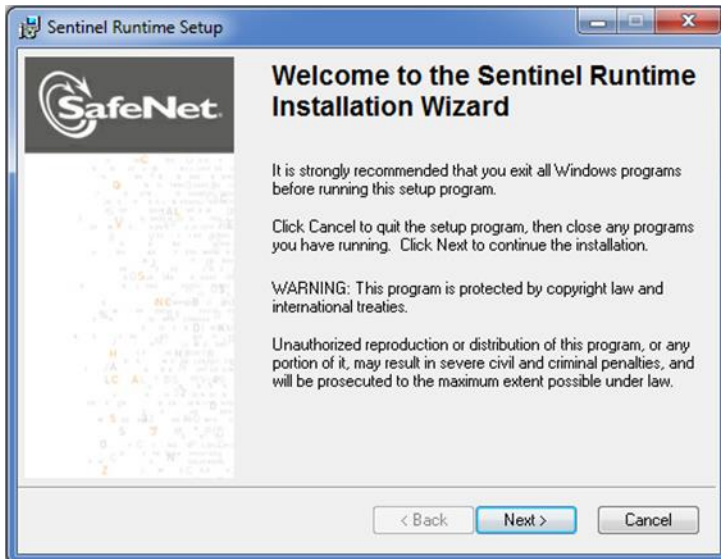 Sentinel Runtime Setup
SafeNet.
Welcome to the Sentinel Runtime
Installation Wizard
It is strongly recommended that you exit all Windows programs
before running this setup program.
Click Cancel to quit the setup program, then close any programs
you have running. Click Next to continue the installation.
WARNING: This program is protected by copyright law and
international treaties.
Unauthorized reproduction or distribution of this program, or any
portion of it, may result in severe civil and criminal penalties, and
will be prosecuted to the maximum extent possible under law.
< Back
Next >
Cancel